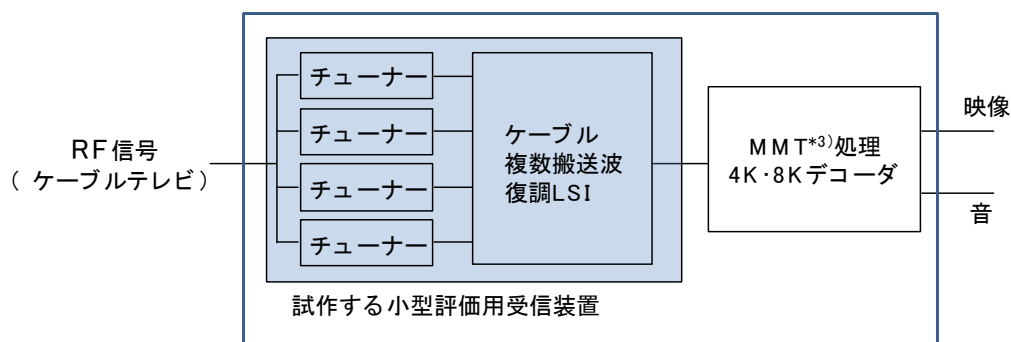 RF信号
(ケーブルテレビ)
チューナー
チューナー
チューナー
チューナー
ケーブル
複数搬送波
復調LSI
MMT*3)処理
4K・8Kデコーダ
映像
音
試作する小型評価用受信装置